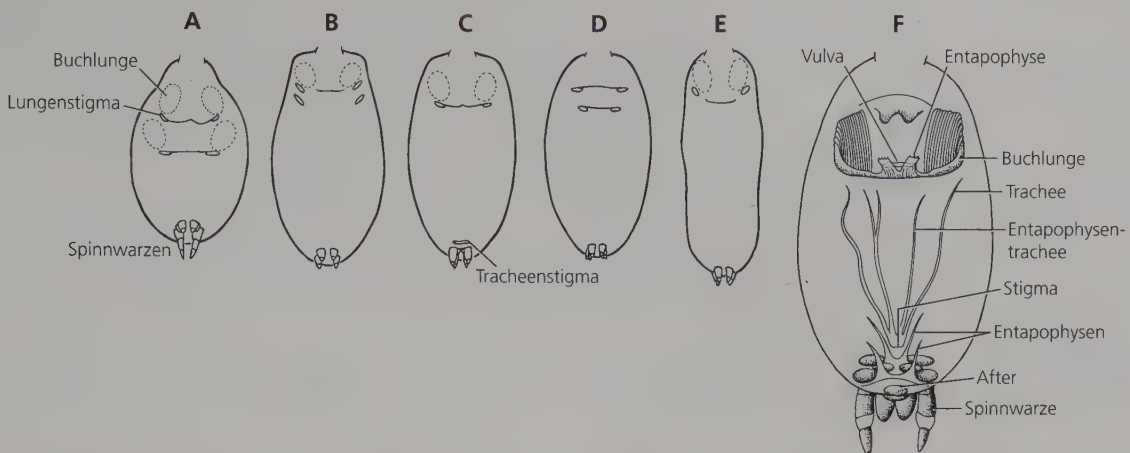 A
B
C
D
E
F
Buchlunge
Lungenstigma
Spinnwarzen
Tracheenstigma
Vulva
Entapophyse
Buchlunge
Trachee
Entapophysen-
trachee
Stigma
Entapophysen
After
Spinnwarze